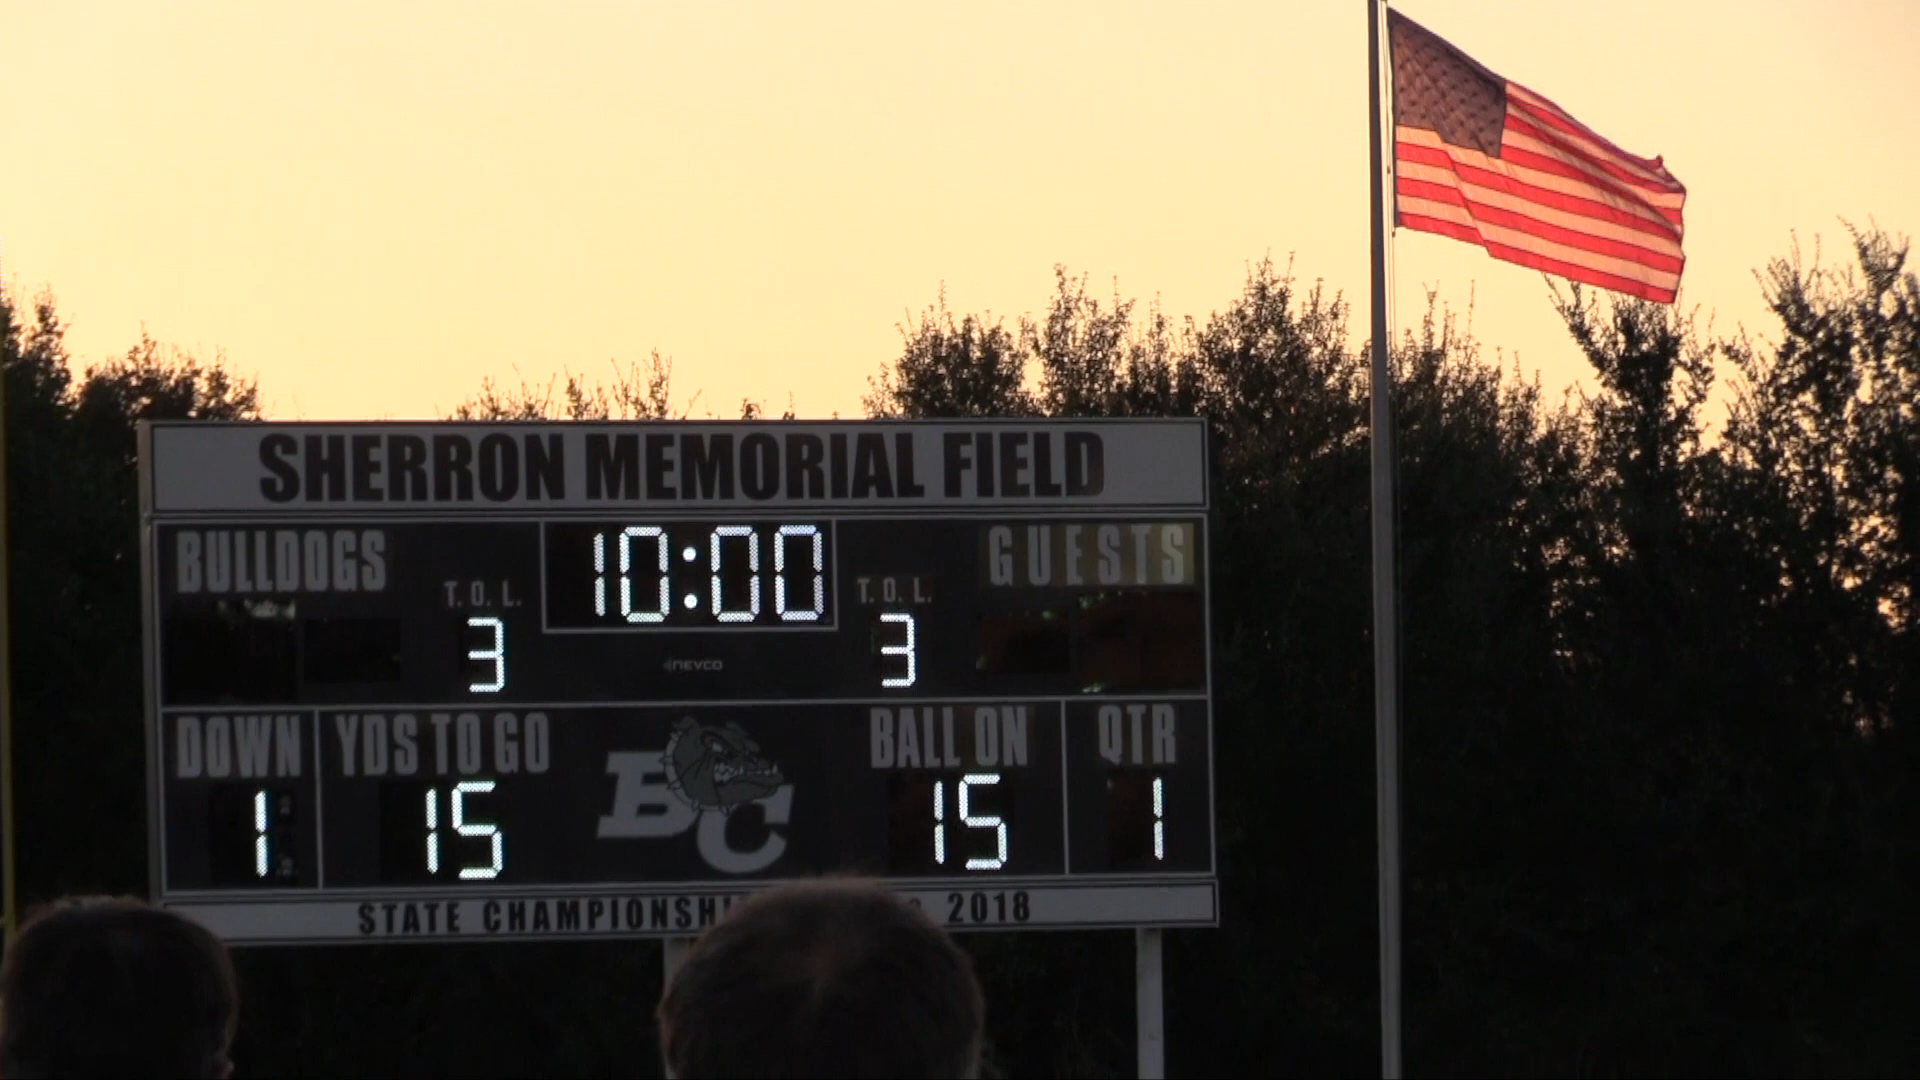 SHERRON MEMORIAL FIELD
BULLDOGS 10:00 GUESTS
T. O. L. T. O. L.
3 3
NEVCO
DOWN YDS TO GO BALL ON QTR
1 15 BC 15 1
STATE 2018